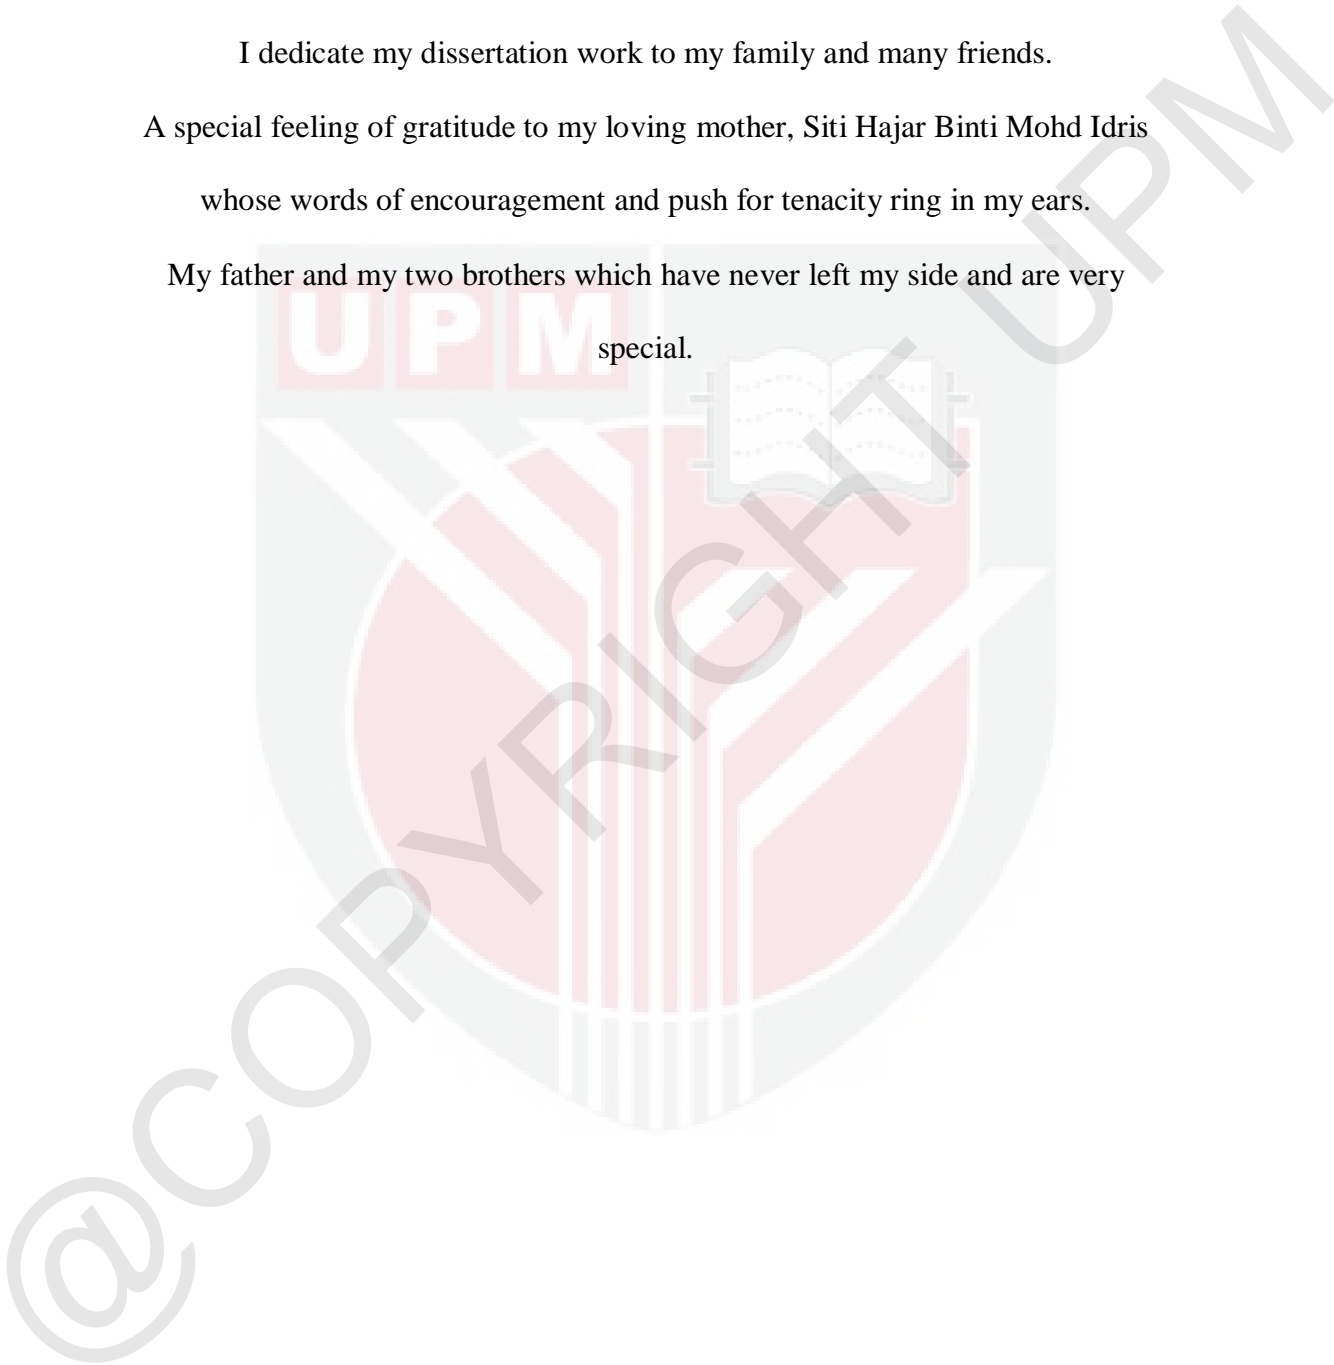 I dedicate my dissertation work to my family and many friends.
A special feeling of gratitude to my loving mother, Siti Hajar Binti Mohd Idris
whose words of encouragement and push for tenacity ring in my ears.
My father and my two brothers which have never left my side and are very
special.
UPM
@COPYRIGHT UPM